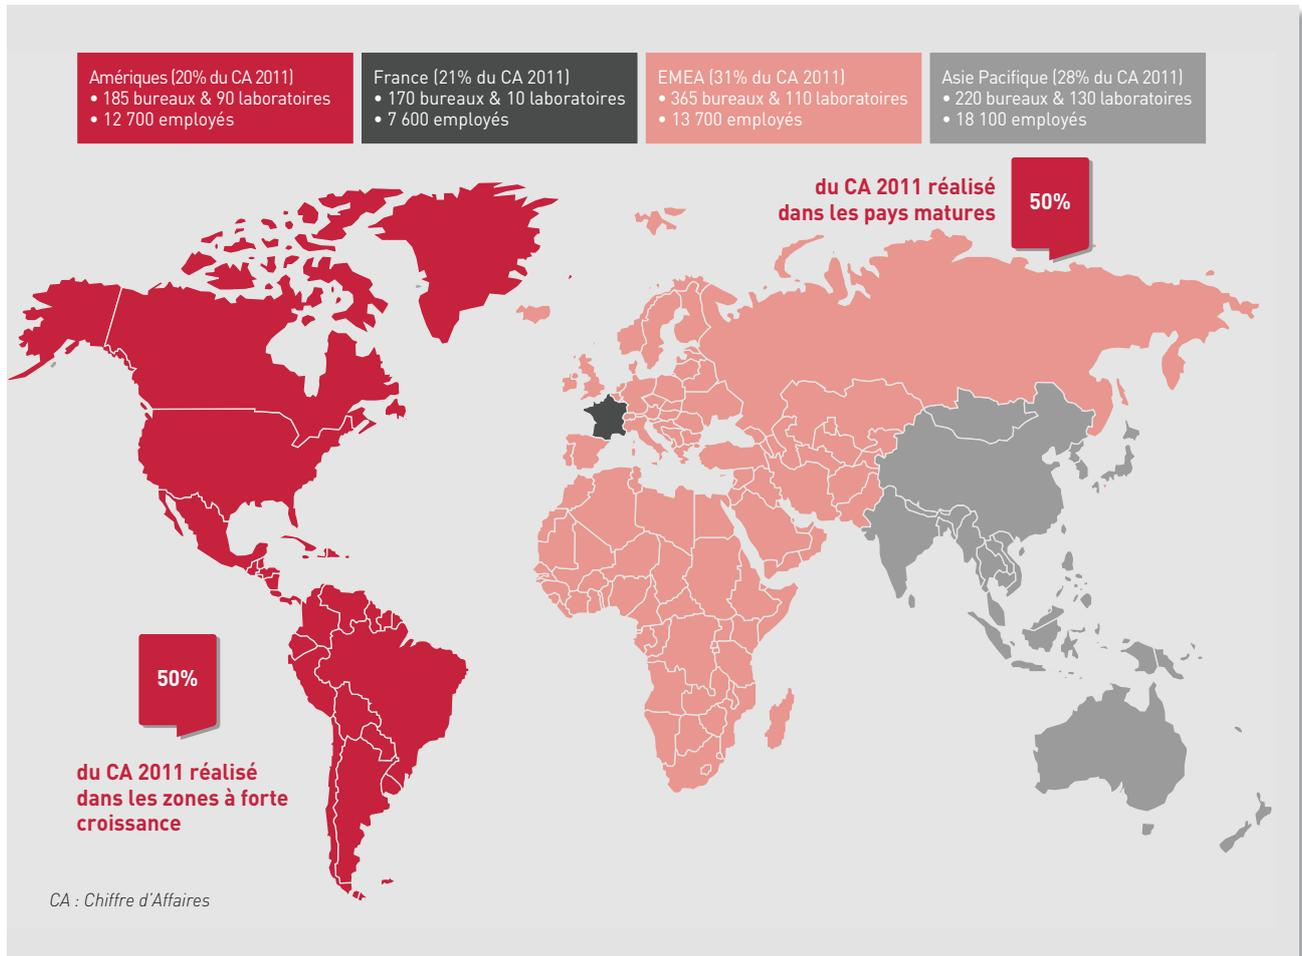 Amériques (20% du CA 2011)
• 185 bureaux & 90 laboratoires
• 12 700 employés
France (21% du CA 2011)
• 170 bureaux & 10 laboratoires
• 7 600 employés
EMEA (31% du CA 2011)
• 365 bureaux & 110 laboratoires
• 13 700 employés
Asie Pacifique (28% du CA 2011)
• 220 bureaux & 130 laboratoires
• 18 100 employés
du CA 2011 réalisé
dans les pays matures
50%
50%
du CA 2011 réalisé
dans les zones à forte
croissance
CA : Chiffre d’Affaires